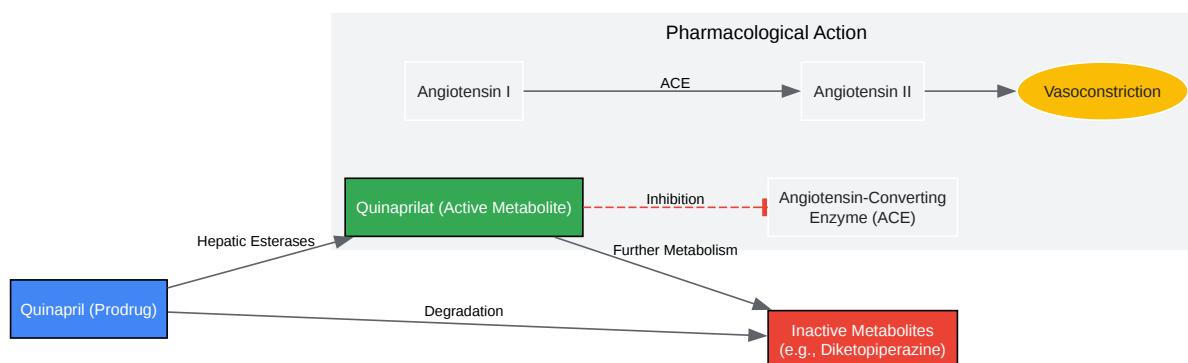 Pharmacological Action
Angiotensin I
ACE
Angiotensin II
Vasoconstriction
Quinaprilat (Active Metabolite)
Inhibition
Angiotensin-Converting
Enzyme (ACE)
Hepatic Esterases
Further Metabolism
Quinapril (Prodrug)
Degradation
Inactive Metabolites
(e.g., Diketopiperazine)